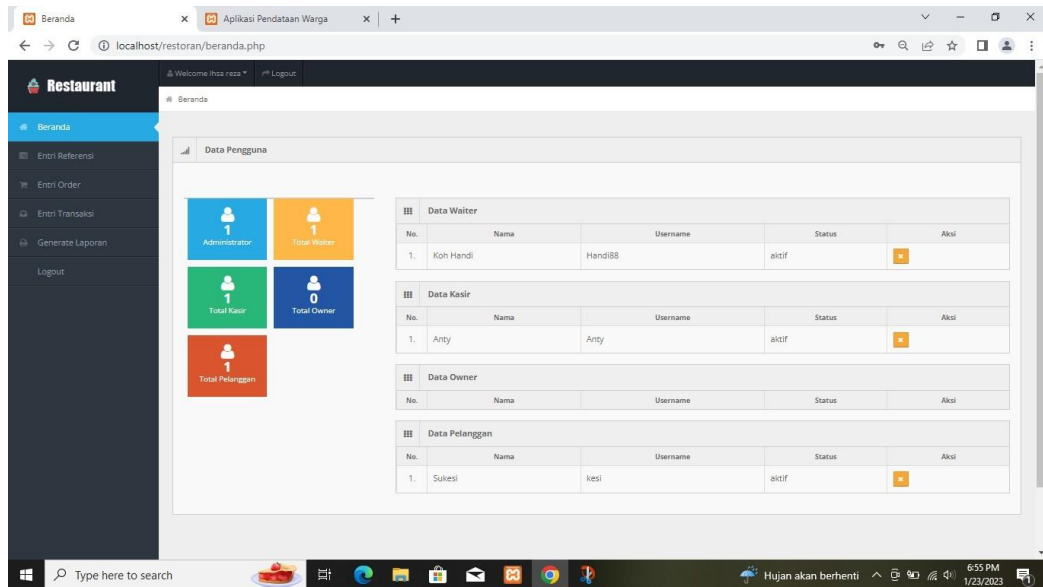 Beranda
Aplikasi Pendataan Warga
localhost/restoran/beranda.php
Restaurant
Welcome Ihsa reza
Logout
Beranda
Beranda
Entri Referensi
Entri Order
Entri Transaksi
Generate Laporan
Logout
Data Pengguna
1
Administrator
1
Total Waiter
1
Total Kasir
0
Total Owner
1
Total Pelanggan
Data Waiter
No. Nama Username Status Aksi
1. Koh Handi Handi88 aktif
Data Kasir
No. Nama Username Status Aksi
1. Anty Anty aktif
Data Owner
No. Nama Username Status Aksi
Data Pelanggan
No. Nama Username Status Aksi
1. Sukesi kesi aktif
Type here to search
Hujan akan berhenti
6:55 PM
1/23/2023